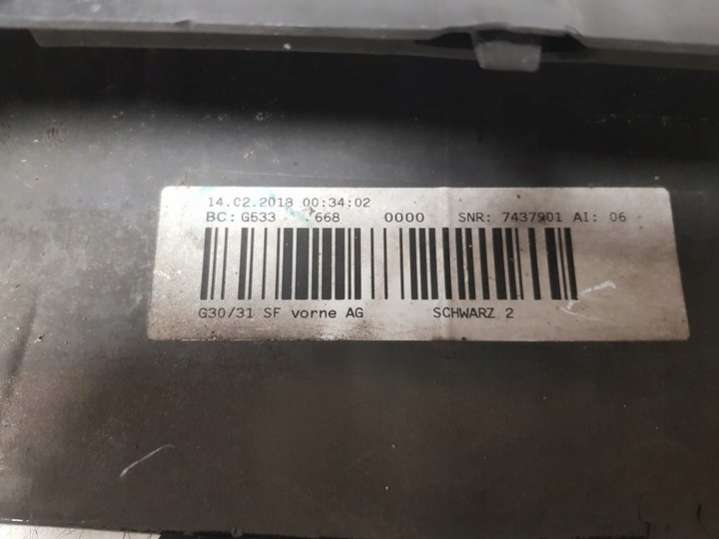 14.02.2018 00:34:02
BC: G533 668 0000 SNR: 7437901 AI: 06
G30/31 SF vorne AG SCHWARZ 2